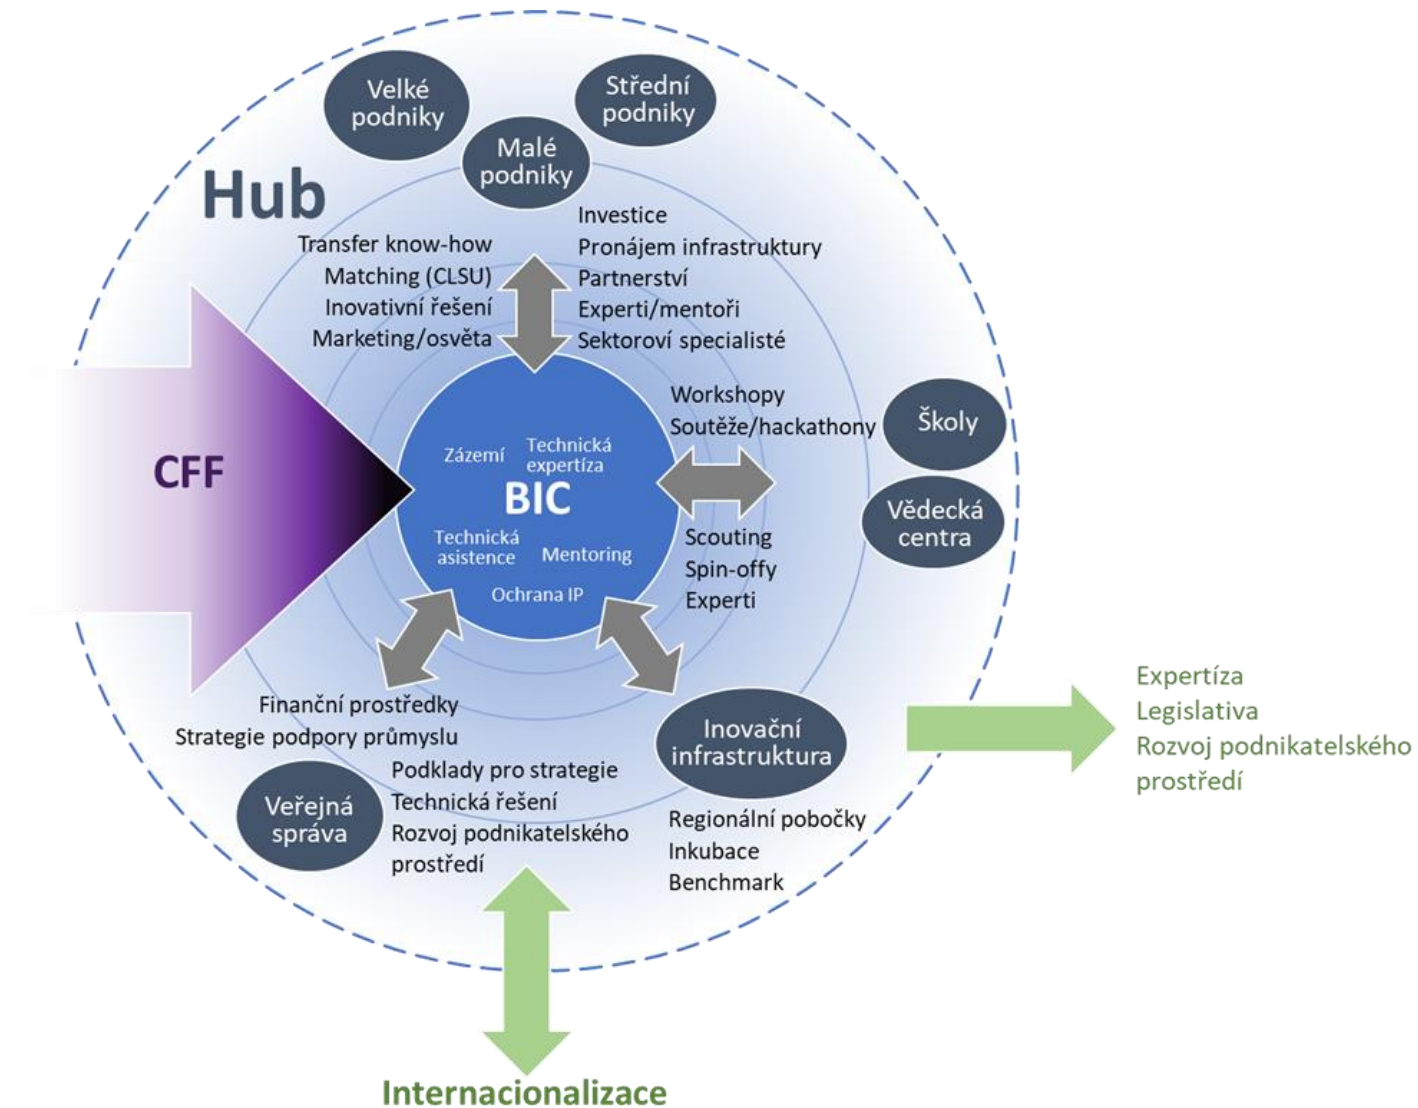 Velké
podniky
Střední
podniky
Malé
podniky
Hub
Transfer know-how
Matching (CLSU)
Inovativní řešení
Marketing/osvěta
Investice
Pronájem infrastruktury
Partnerství
Experti/mentoři
Sektoroví specialisté
Workshopy
Soutěže/hackathony
Školy
Vědecká
centra
CFF
Zázemí
Technická
expertíza
BIC
Technická
asistence
Mentoring
Ochrana IP
Scouting
Spin-offy
Experti
Finanční prostředky
Strategie podpory průmyslu
Veřejná
správa
Podklady pro strategie
Technická řešení
Rozvoj podnikatelského
prostředí
Inovační
infrastruktura
Regionální pobočky
Inkubace
Benchmark
Expertíza
Legislativa
Rozvoj podnikatelského
prostředí
Internacionalizace